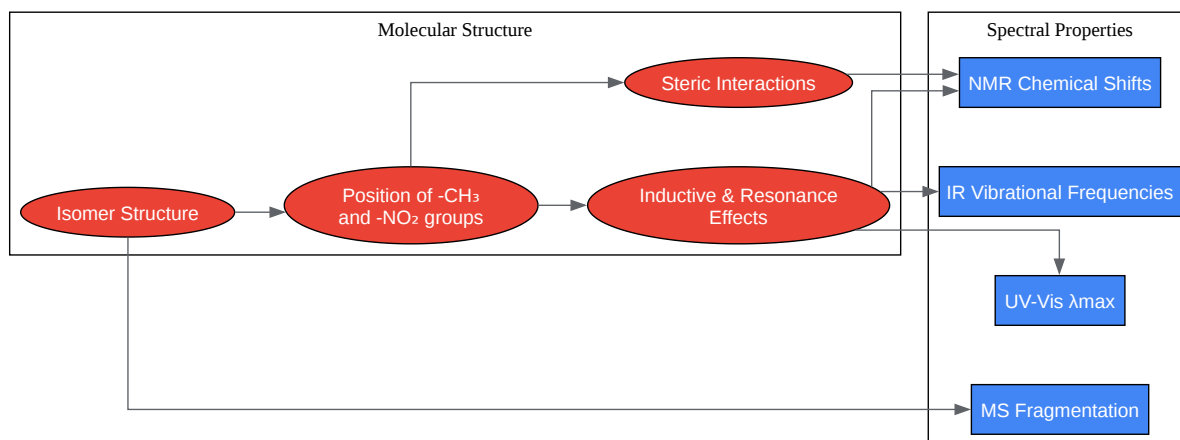 Molecular Structure
Spectral Properties
Steric Interactions
NMR Chemical Shifts
Isomer Structure
Position of -CH₃
and -NO₂ groups
Inductive & Resonance
Effects
IR Vibrational Frequencies
UV-Vis λmax
MS Fragmentation